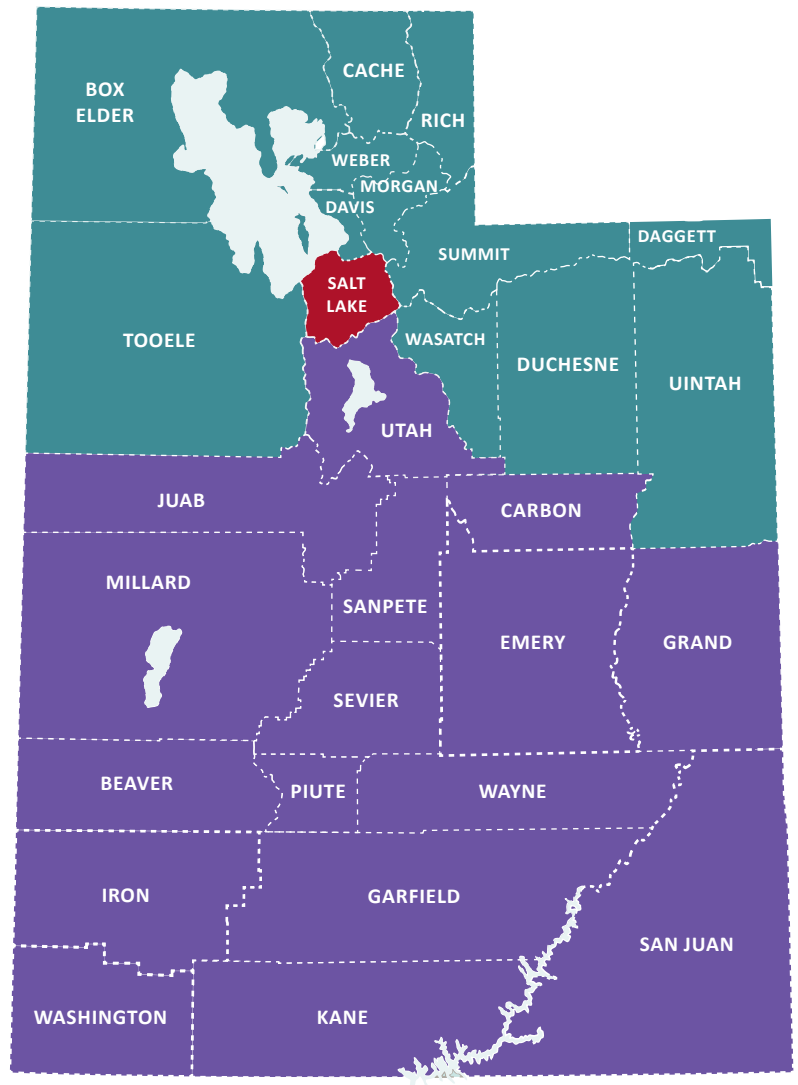 CACHE
BOX
ELDER
RICH
WEBER
MORGAN
DAVIS
DAGGETT
SUMMIT
SALT
LAKE
TOOELE
WASATCH
DUCHESNE
UINTAH
UTAH
JUAB
CARBON
MILLARD
SANPETE
EMERY
GRAND
SEVIER
BEAVER
PIUTE
WAYNE
IRON
GARFIELD
SAN JUAN
WASHINGTON
KANE